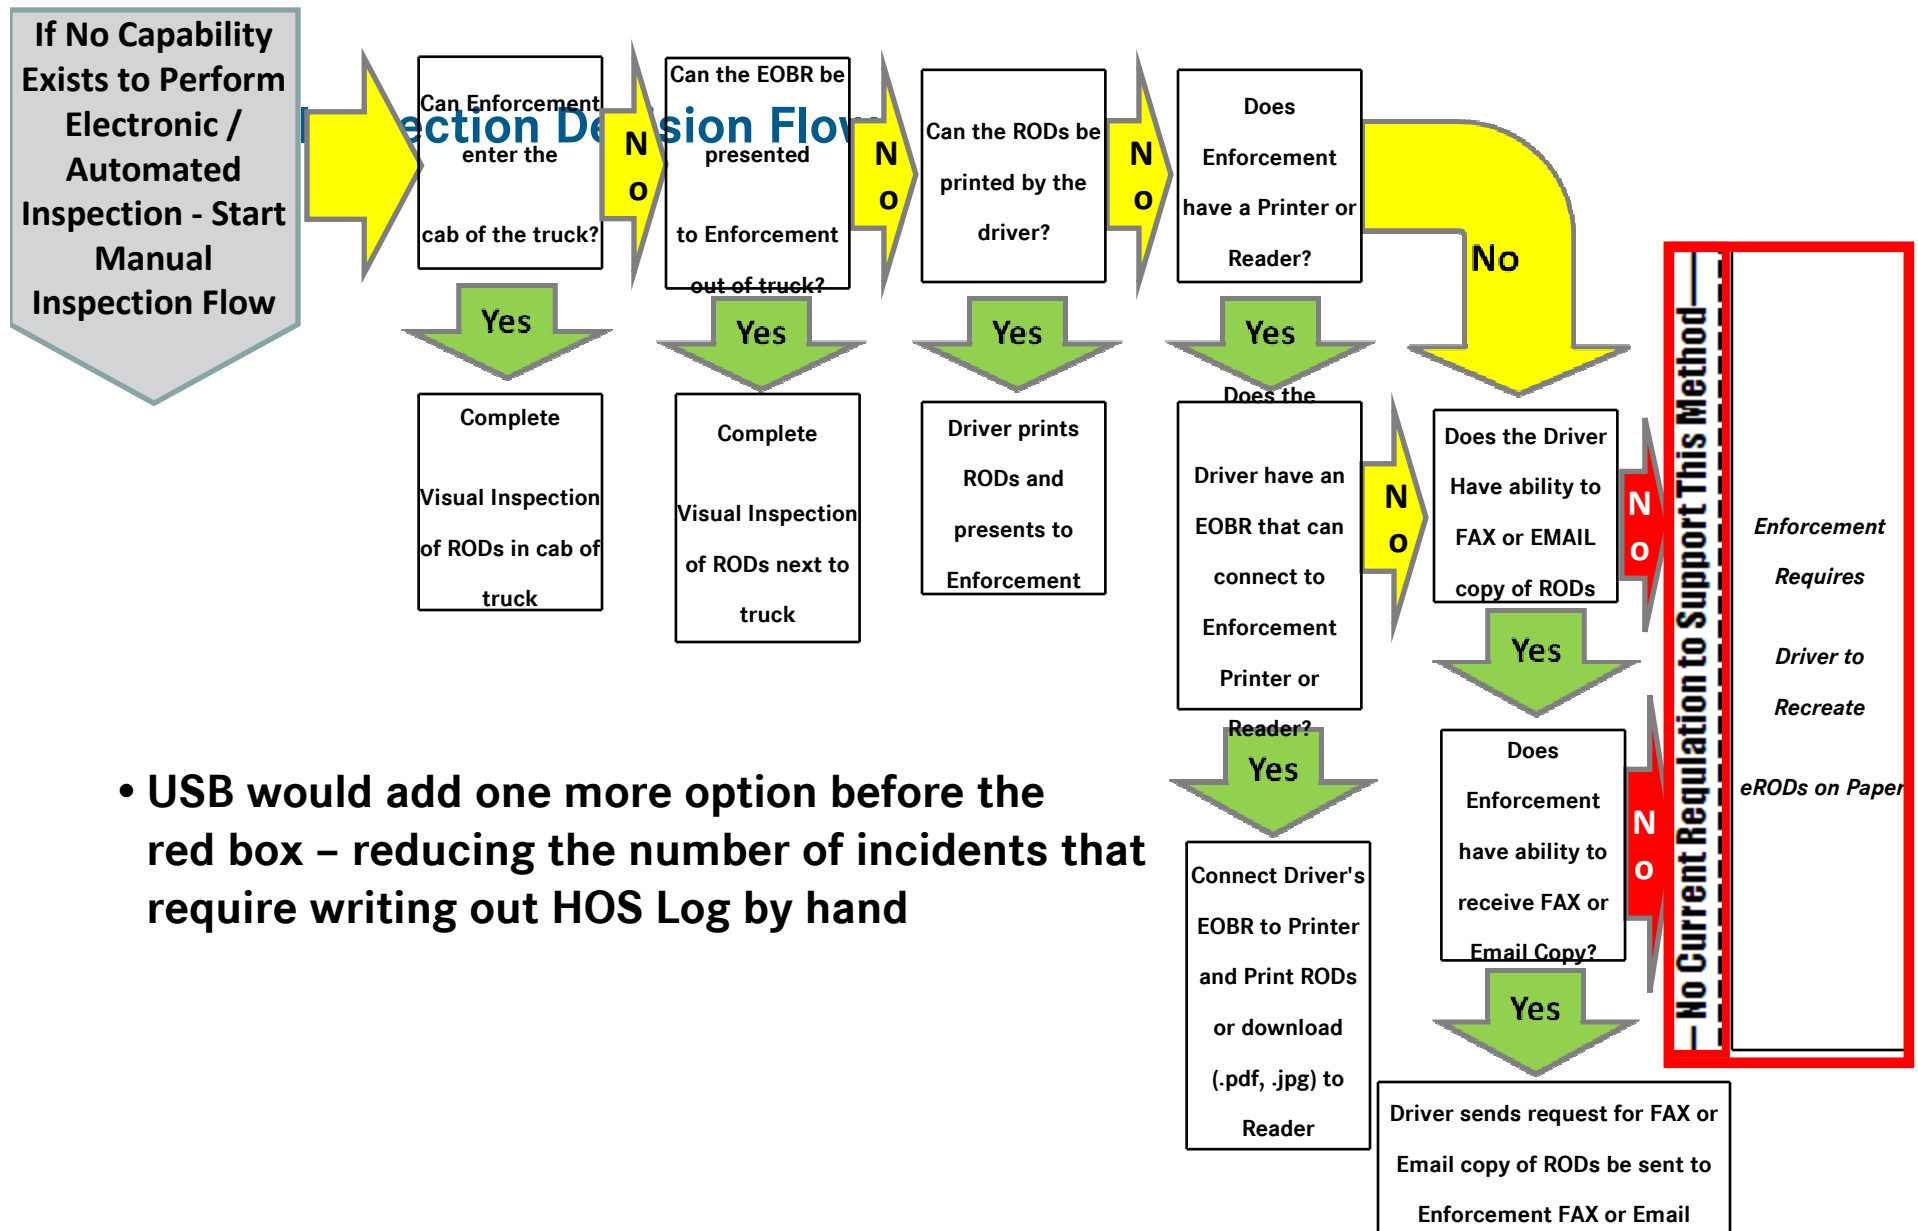 If No Capability
Exists to Perform
Electronic /
Automated
Inspection - Start
Manual
Inspection Flow
Can Enforcement
enter the
cab of the truck?
N
o
Can the EOBR be
presented
to Enforcement
out of truck?
N
o
Can the RODs be
printed by the
driver?
N
o
Does
Enforcement
have a Printer or
Reader?
No
Yes
Yes
Yes
Yes
Complete
Visual Inspection
of RODs in cab of
truck
Complete
Visual Inspection
of RODs next to
truck
Driver prints
RODs and
presents to
Enforcement
Does the
Driver have an
EOBR that can
connect to
Enforcement
Printer or
Reader?
N
o
Does the Driver
Have ability to
FAX or EMAIL
copy of RODs
N
o
No Current Regulation to Support This Method
Enforcement
Requires
Driver to
Recreate
eRODs on Paper
Yes
Yes
Does
Enforcement
have ability to
receive FAX or
Email Copy?
N
o
• USB would add one more option before the
red box – reducing the number of incidents that
require writing out HOS Log by hand
Connect Driver's
EOBR to Printer
and Print RODs
or download
(.pdf, .jpg) to
Reader
Yes
Driver sends request for FAX or
Email copy of RODs be sent to
Enforcement FAX or Email